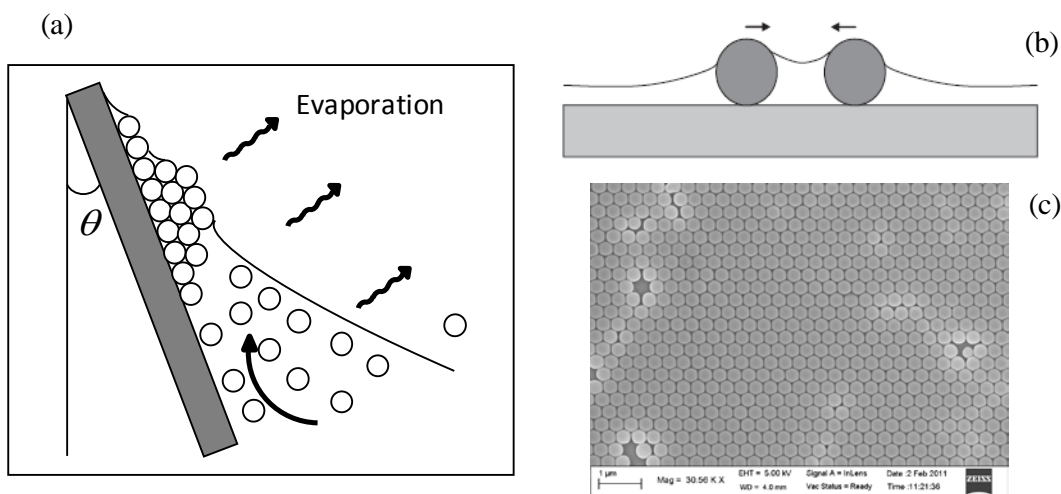 (a)
Evaporation
θ
(b)
(c)
1 µm
Mag = 30.56 K X
EHT = 5.00 kV
WD = 4.0 mm
Signal A = InLens
Vac Status = Ready
Date :2 Feb 2011
Time :11:21:36
ZEISS